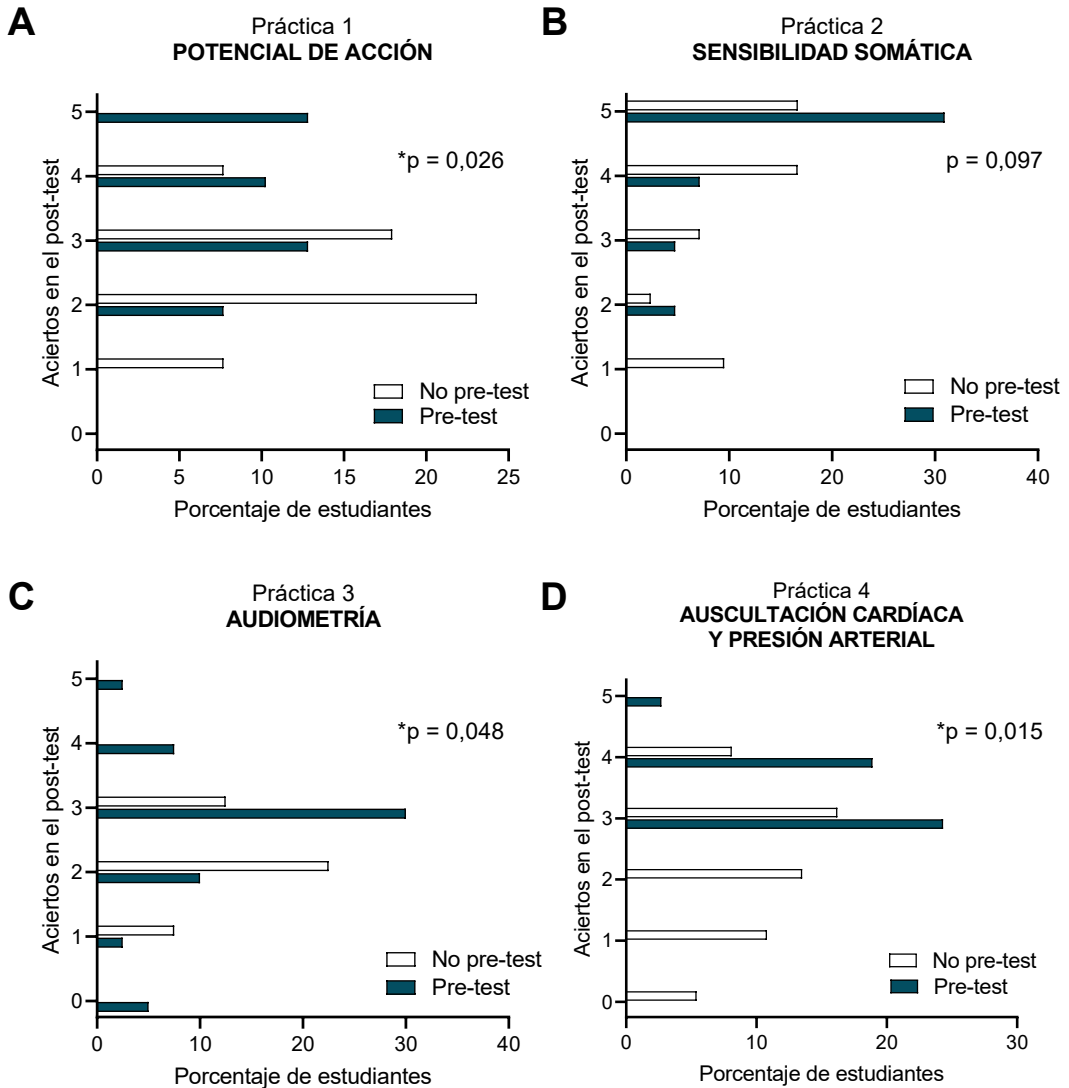 A
Práctica 1
POTENCIAL DE ACCIÓN
Aciertos en el post-test
5
4
3
2
1
0
*p = 0,026
No pre-test
Pre-test
0 5 10 15 20 25
Porcentaje de estudiantes
B
Práctica 2
SENSIBILIDAD SOMÁTICA
Aciertos en el post-test
5
4
3
2
1
0
p = 0,097
No pre-test
Pre-test
0 10 20 30 40
Porcentaje de estudiantes
C
Práctica 3
AUDIOMETRÍA
Aciertos en el post-test
5
4
3
2
1
0
*p = 0,048
No pre-test
Pre-test
0 10 20 30 40
Porcentaje de estudiantes
D
Práctica 4
AUSCULTACIÓN CARDÍACA
Y PRESIÓN ARTERIAL
Aciertos en el post-test
5
4
3
2
1
0
*p = 0,015
No pre-test
Pre-test
0 10 20 30
Porcentaje de estudiantes